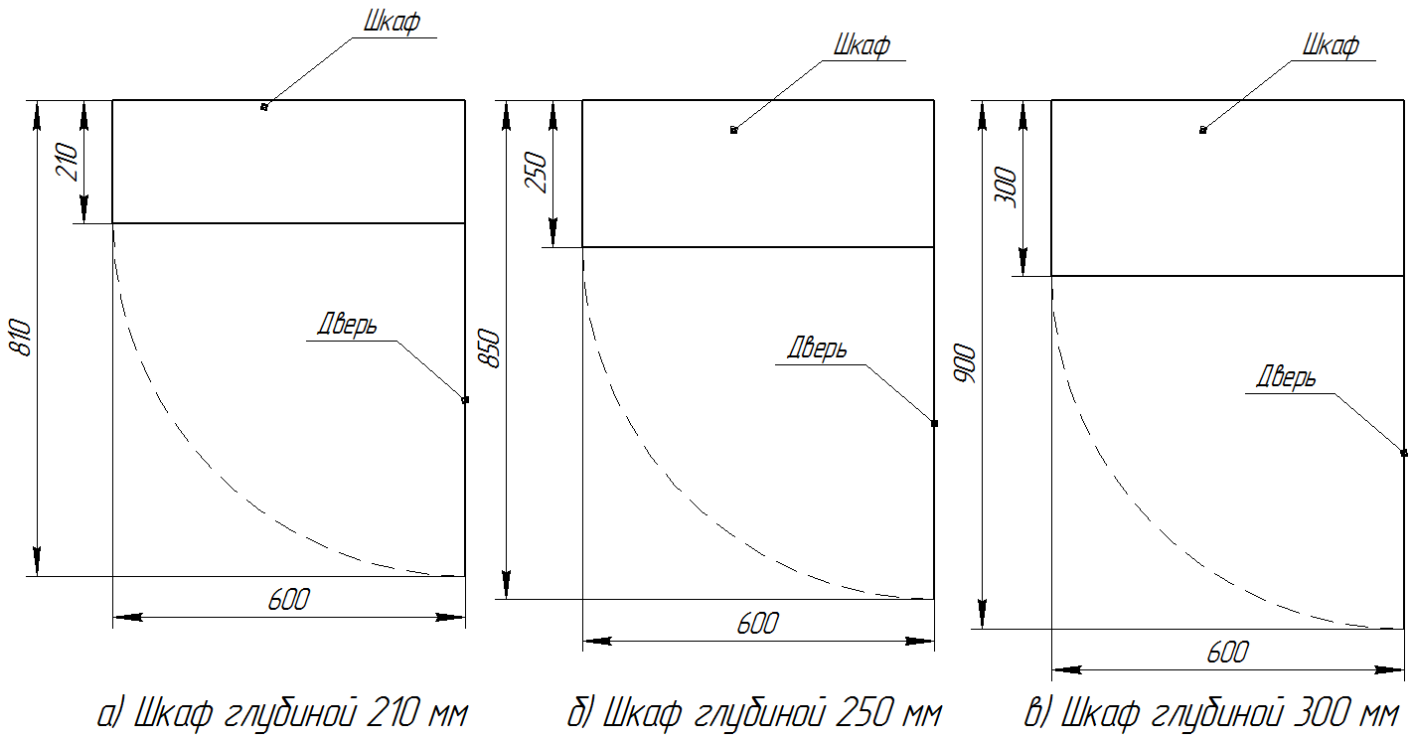 Шкаф
210
810
Дверь
600
а) Шкаф глубиной 210 мм
Шкаф
250
850
Дверь
600
б) Шкаф глубиной 250 мм
Шкаф
300
900
Дверь
600
в) Шкаф глубиной 300 мм